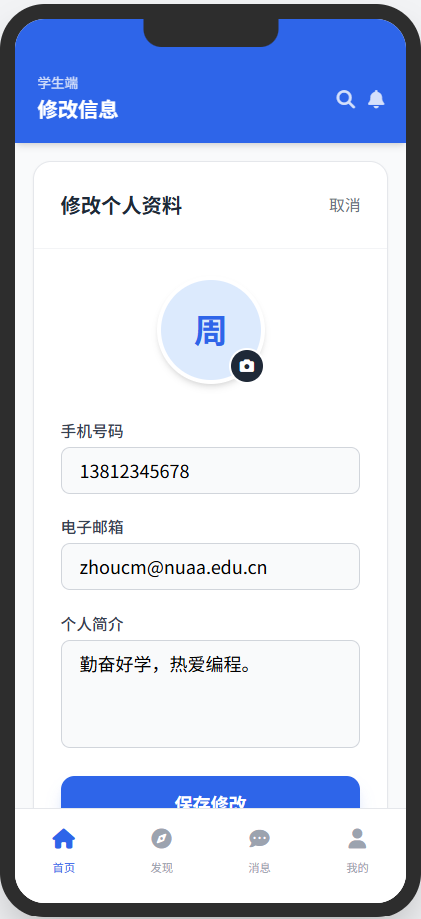 学生端
修改信息
修改个人资料
取消
周
手机号码
13812345678
电子邮箱
zhoucm@nuaa.edu.cn
个人简介
勤奋好学，热爱编程。
保存修改
首页
发现
消息
我的